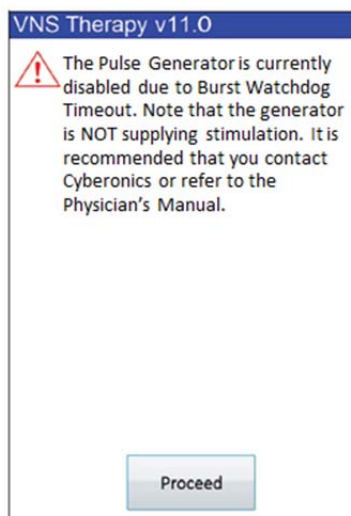 VNS Therapy v11.0
The Pulse Generator is currently
disabled due to Burst Watchdog
Timeout. Note that the generator
is NOT supplying stimulation. It is
recommended that you contact
Cyberonics or refer to the
Physician's Manual.
Proceed